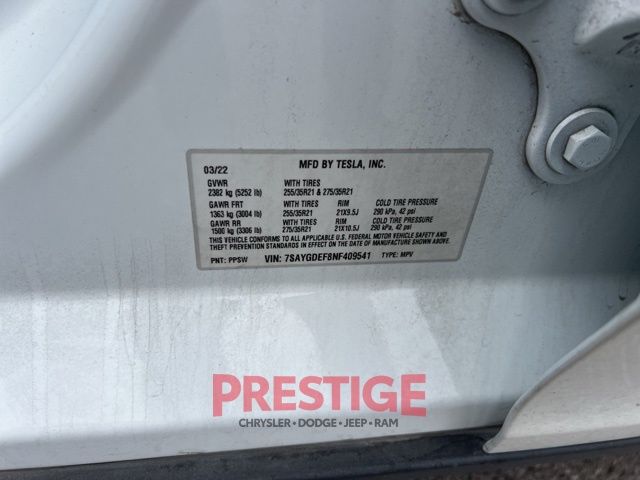 03/22 MFD BY TESLA, INC.
GVWR WITH TIRES
2382 kg (5252 lb) 255/35R21 & 275/35R21
GAWR FRT WITH TIRES RIM COLD TIRE PRESSURE
1363 kg (3004 lb) 255/35R21 21X9.5J 290 kPa, 42 psi
GAWR RR WITH TIRES RIM COLD TIRE PRESSURE
1500 kg (3306 lb) 275/35R21 21X10.5J 290 kPa, 42 psi
THIS VEHICLE CONFORMS TO ALL APPLICABLE U.S. FEDERAL MOTOR VEHICLE SAFETY AND
THEFT PREVENTION STANDARDS IN EFFECT ON THE DATE OF MANUFACTURE SHOWN ABOVE.
PNT: PPSW VIN: 7SAYGDEF8NF409541 TYPE: MPV
PRESTIGE
CHRYSLER • DODGE • JEEP • RAM